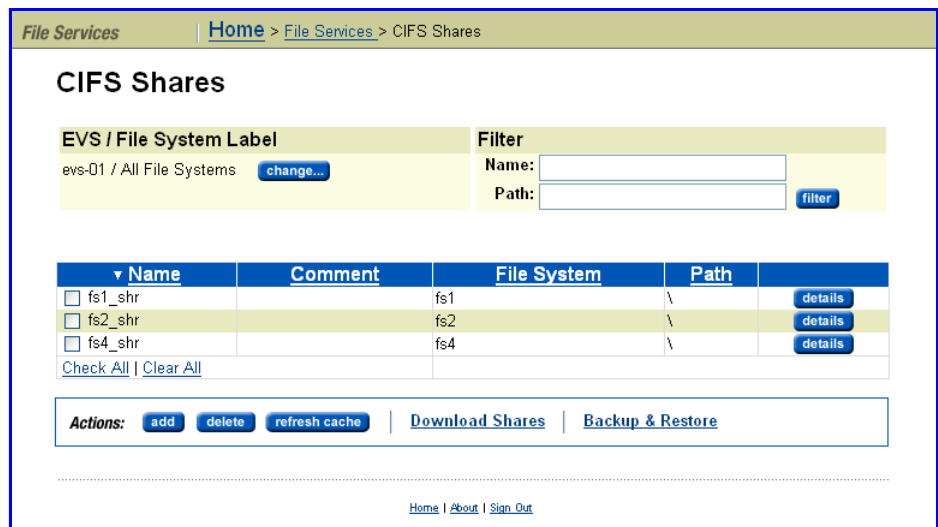 File Services | Home > File Services > CIFS Shares
CIFS Shares
EVS / File System Label
evs-01 / All File Systems change...
Filter
Name:
Path: filter
▼ Name Comment File System Path
fs1_shr fs1 \ details
fs2_shr fs2 \ details
fs4_shr fs4 \ details
Check All | Clear All
Actions: add delete refresh cache | Download Shares | Backup & Restore
Home | About | Sign Out